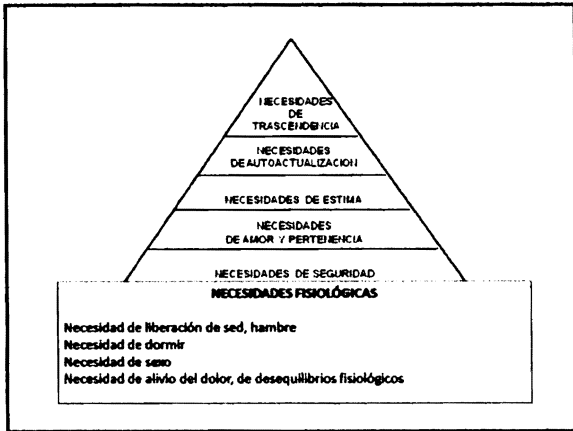 NECESIDADES
DE
TRASCENDENCIA
NECESIDADES
DE AUTOACTUALIZACION
NECESIDADES DE ESTIMA
NECESIDADES
DE AMOR Y PERTENENCIA
NECESIDADES DE SEGURIDAD
NECESIDADES FISIOLÓGICAS
Necesidad de liberación de sed, hambre
Necesidad de dormir
Necesidad de sexo
Necesidad de alivio del dolor, de desequilibrios fisiológicos